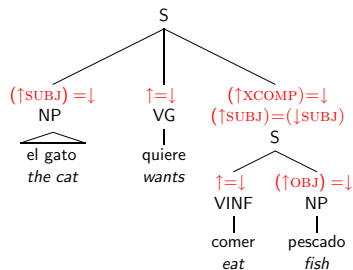 S
(↑SUBJ)=↓ ↑=↓ (↑XCOMP)=↓
(↑SUBJ)=(↓SUBJ)
NP VG S
el gato quiere
the cat wants
↑=↓ (↑OBJ)=↓
VINF NP
comer pescado
eat fish